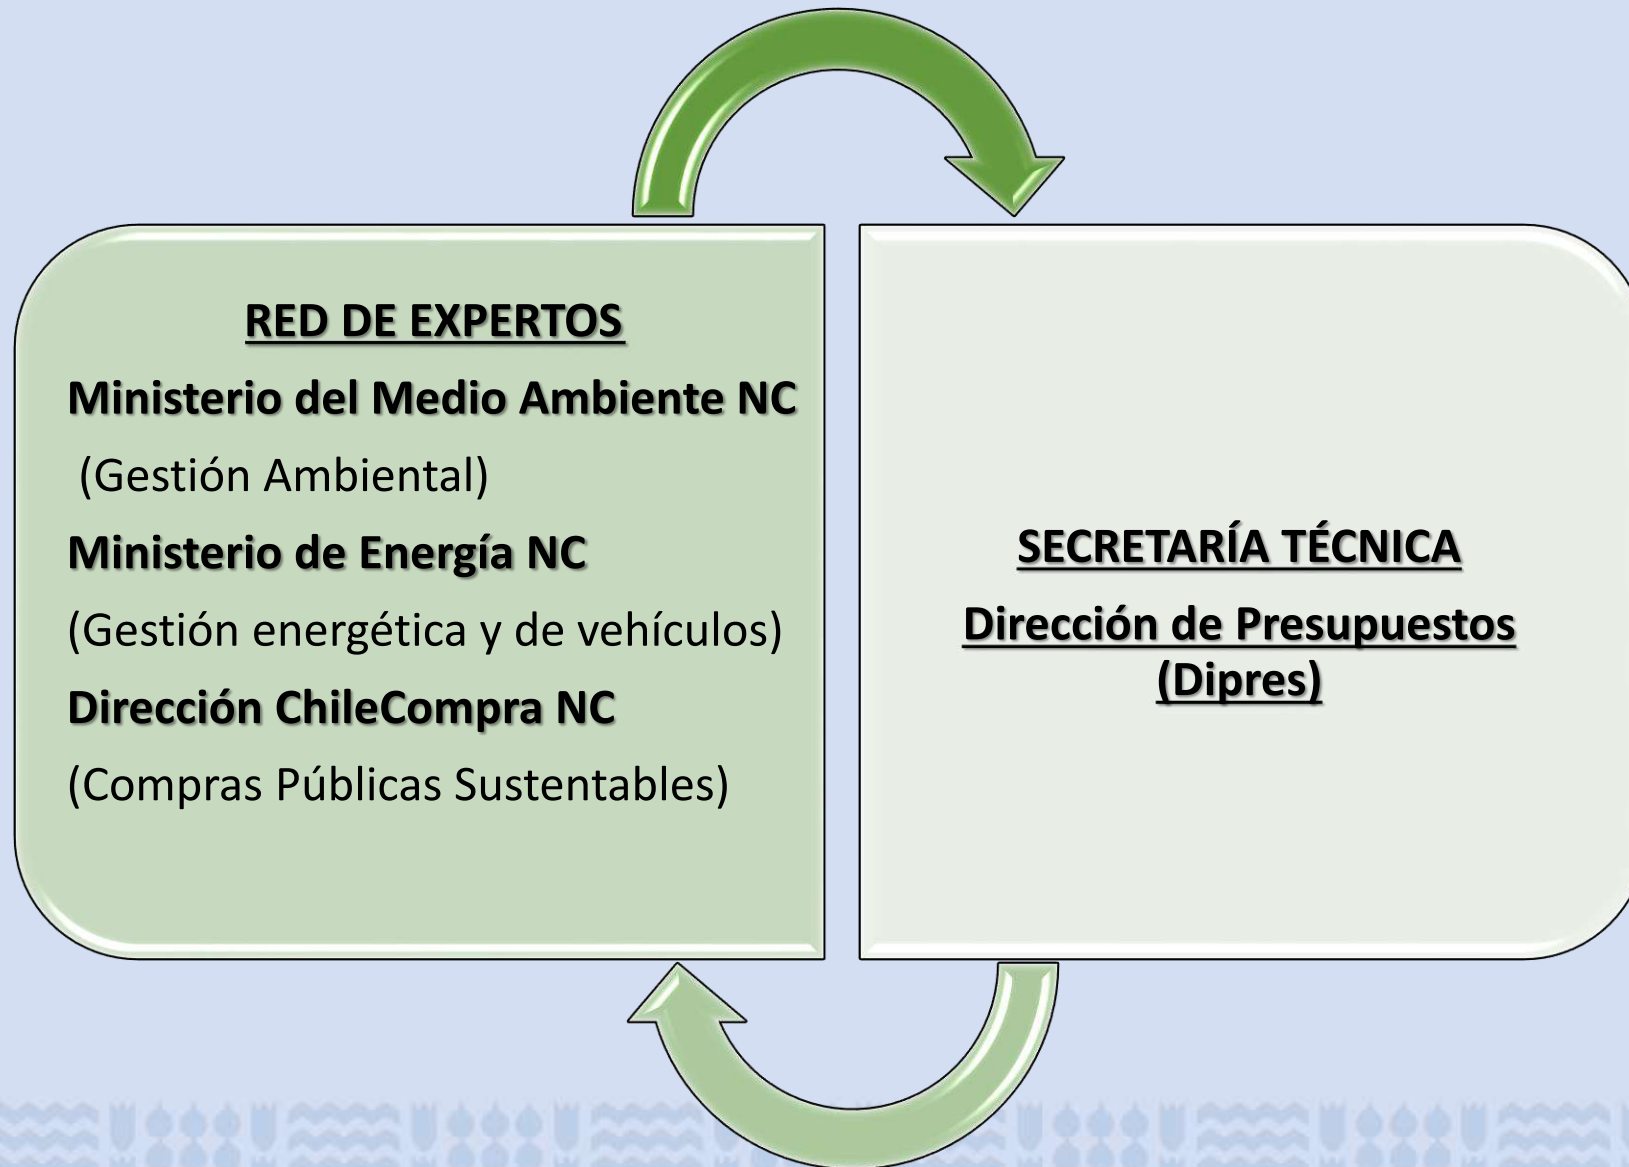 RED DE EXPERTOS
Ministerio del Medio Ambiente NC
(Gestión Ambiental)
Ministerio de Energía NC
(Gestión energética y de vehículos)
Dirección ChileCompra NC
(Compras Públicas Sustentables)
SECRETARÍA TÉCNICA
Dirección de Presupuestos
(Dipres)